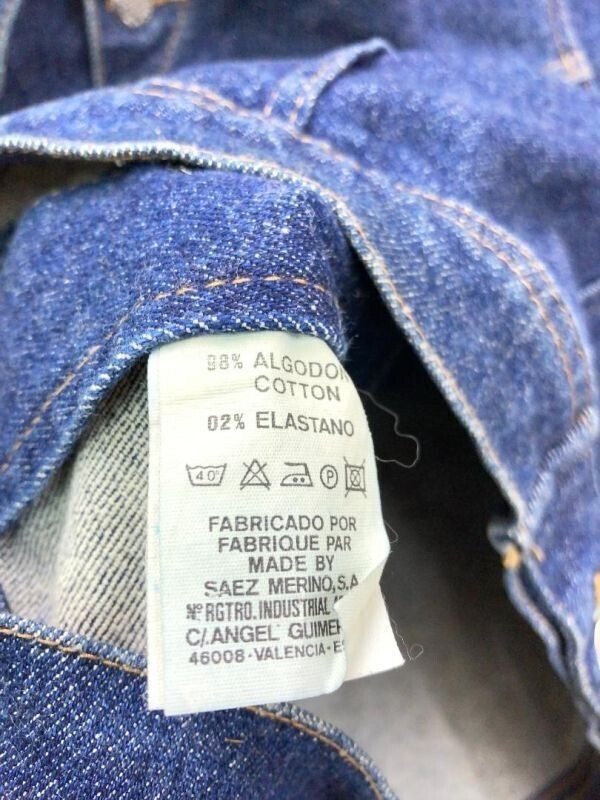 98% ALGODON
COTTON
02% ELASTANO
40°
P
FABRICADO POR
FABRIQUE PAR
MADE BY
SAEZ MERINO, S.A
Nº RGTRO. INDUSTRIAL
C/. ANGEL GUIMER
46008 - VALENCIA - E